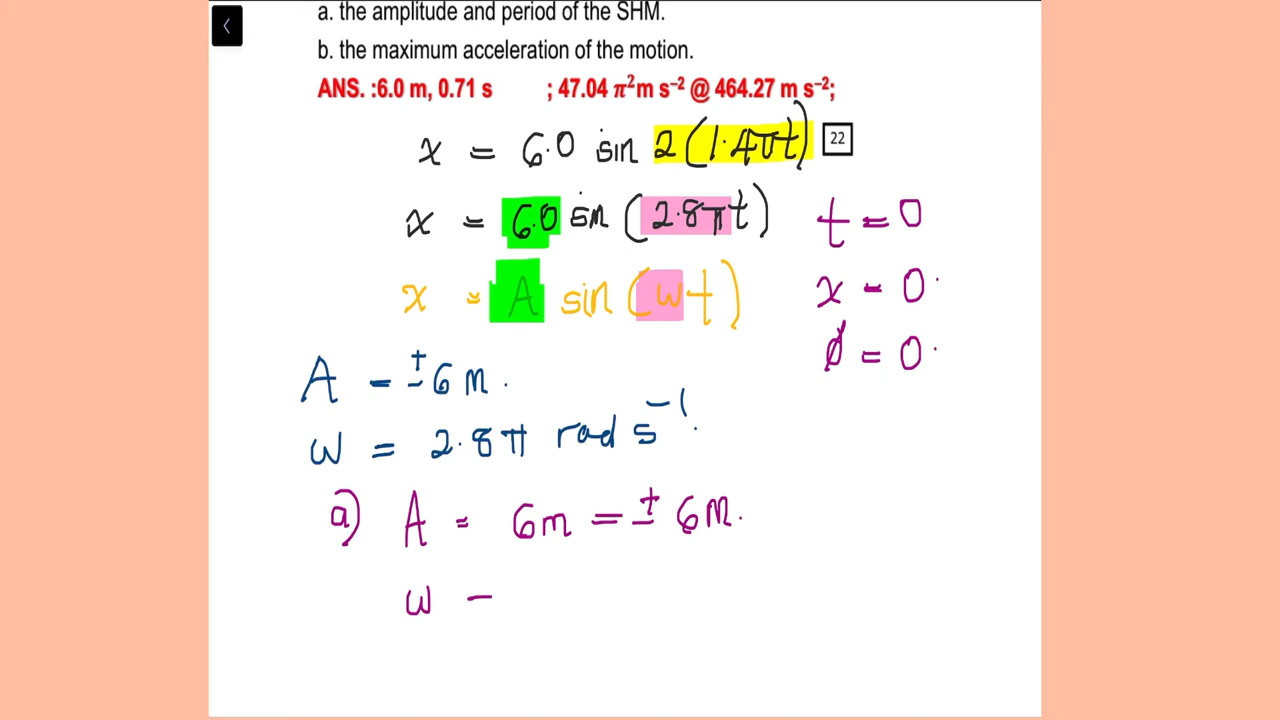 a. the amplitude and period of the SHM.
b. the maximum acceleration of the motion.
ANS. :6.0 m, 0.71 s ; 47.04 π²m s⁻² @ 464.27 m s⁻²;
x = 6.0 sin 2(1.4πt) 22
x = 6.0 sin (2.8πt) t = 0
x = A sin (ωt) x = 0.
ø = 0.
A = ±6 m.
ω = 2.8π rad s⁻¹.
a) A = 6m = ± 6m.
ω −